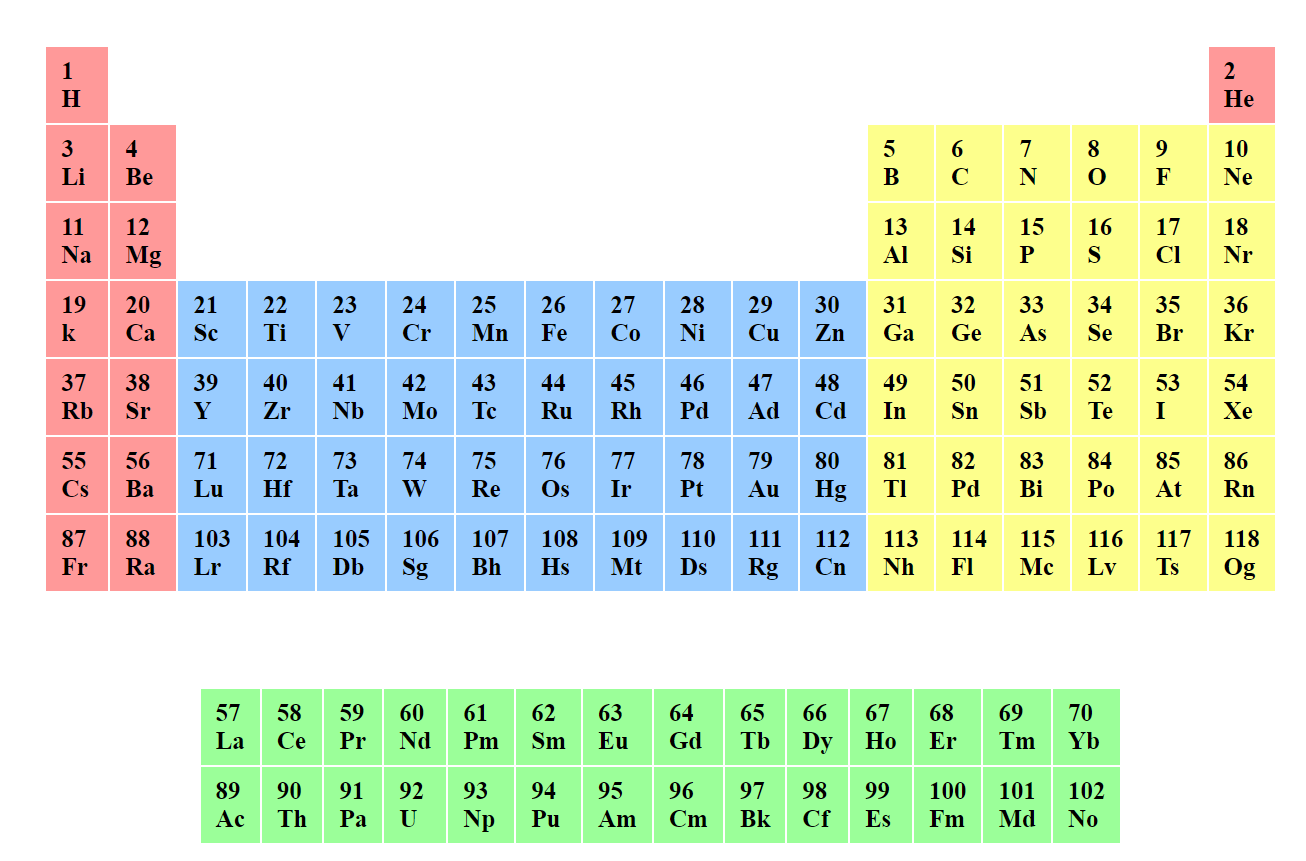 1 2
H He
3 4 5 6 7 8 9 10
Li Be B C N O F Ne
11 12 13 14 15 16 17 18
Na Mg Al Si P S Cl Nr
19 20 21 22 23 24 25 26 27 28 29 30 31 32 33 34 35 36
k Ca Sc Ti V Cr Mn Fe Co Ni Cu Zn Ga Ge As Se Br Kr
37 38 39 40 41 42 43 44 45 46 47 48 49 50 51 52 53 54
Rb Sr Y Zr Nb Mo Tc Ru Rh Pd Ad Cd In Sn Sb Te I Xe
55 56 71 72 73 74 75 76 77 78 79 80 81 82 83 84 85 86
Cs Ba Lu Hf Ta W Re Os Ir Pt Au Hg Tl Pd Bi Po At Rn
87 88 103 104 105 106 107 108 109 110 111 112 113 114 115 116 117 118
Fr Ra Lr Rf Db Sg Bh Hs Mt Ds Rg Cn Nh Fl Mc Lv Ts Og
57 58 59 60 61 62 63 64 65 66 67 68 69 70
La Ce Pr Nd Pm Sm Eu Gd Tb Dy Ho Er Tm Yb
89 90 91 92 93 94 95 96 97 98 99 100 101 102
Ac Th Pa U Np Pu Am Cm Bk Cf Es Fm Md No